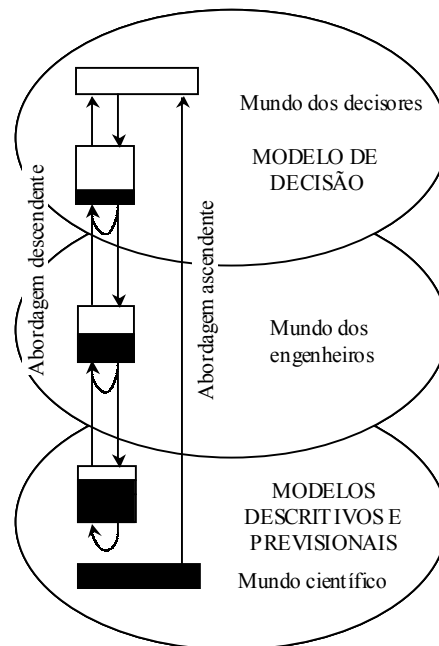 Mundo dos decisores
MODELO DE
DECISÃO
Abordagem descendente
Abordagem ascendente
Mundo dos
engenheiros
MODELOS
DESCRITIVOS E
PREVISIONAIS
Mundo científico